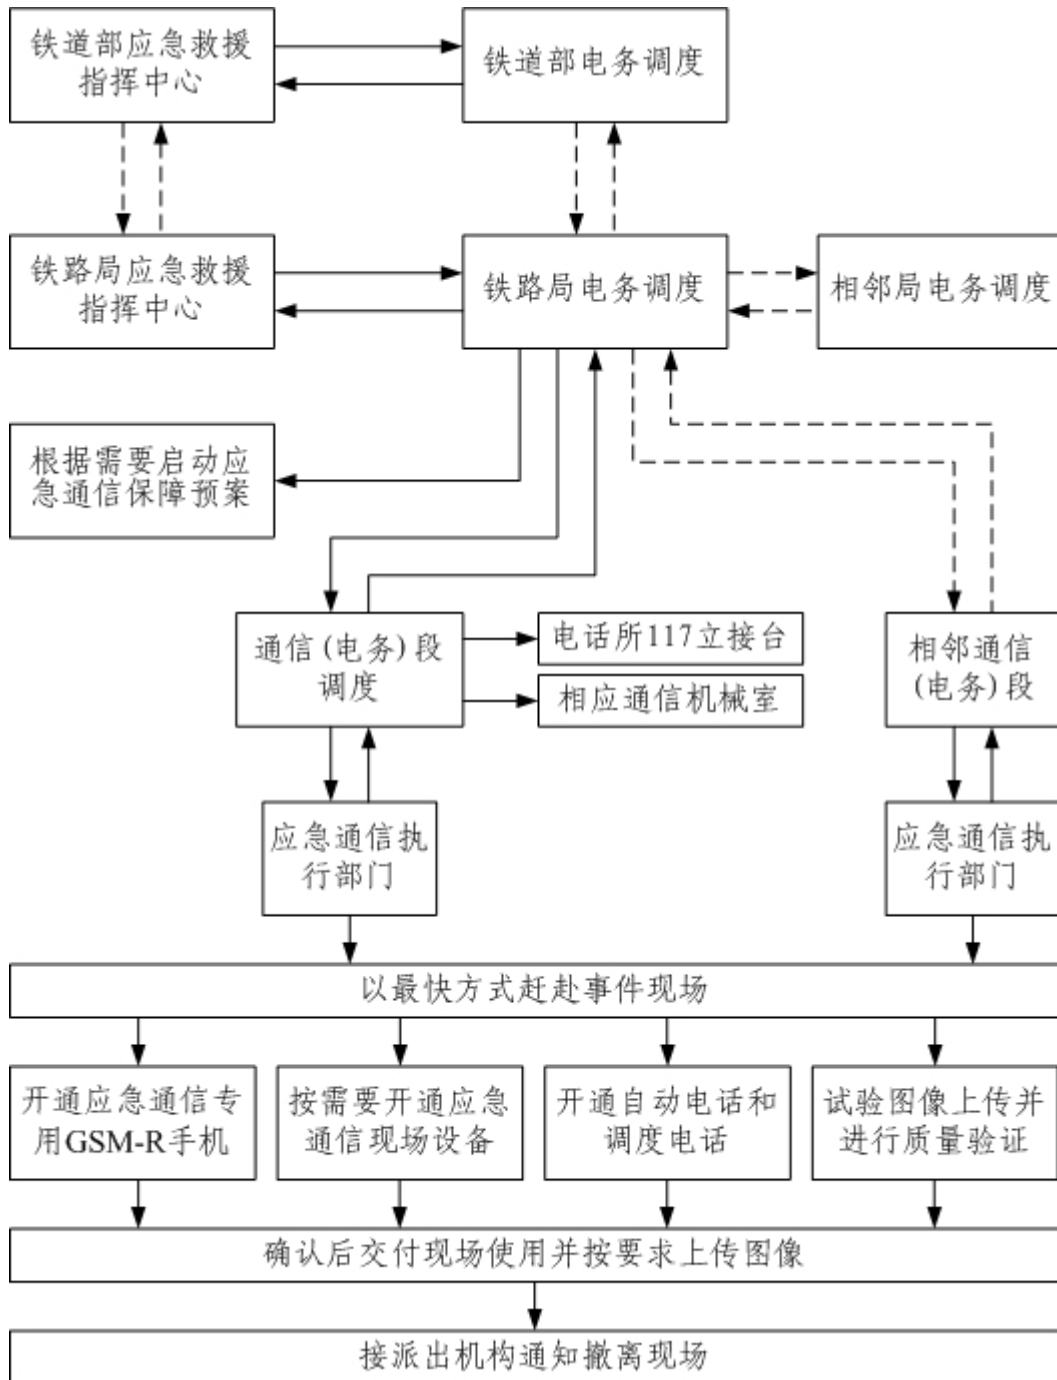 铁道部应急救援
指挥中心
铁道部电务调度
铁路局应急救援
指挥中心
铁路局电务调度
相邻局电务调度
根据需要启动应
急通信保障预案
通信(电务)段
调度
电话所117立接台
相应通信机械室
相邻通信
(电务)段
应急通信执
行部门
应急通信执
行部门
以最快方式赶赴事件现场
开通应急通信专
用GSM-R手机
按需要开通应急
通信现场设备
开通自动电话和
调度电话
试验图像上传并
进行质量验证
确认后交付现场使用并按要求上传图像
接派出机构通知撤离现场